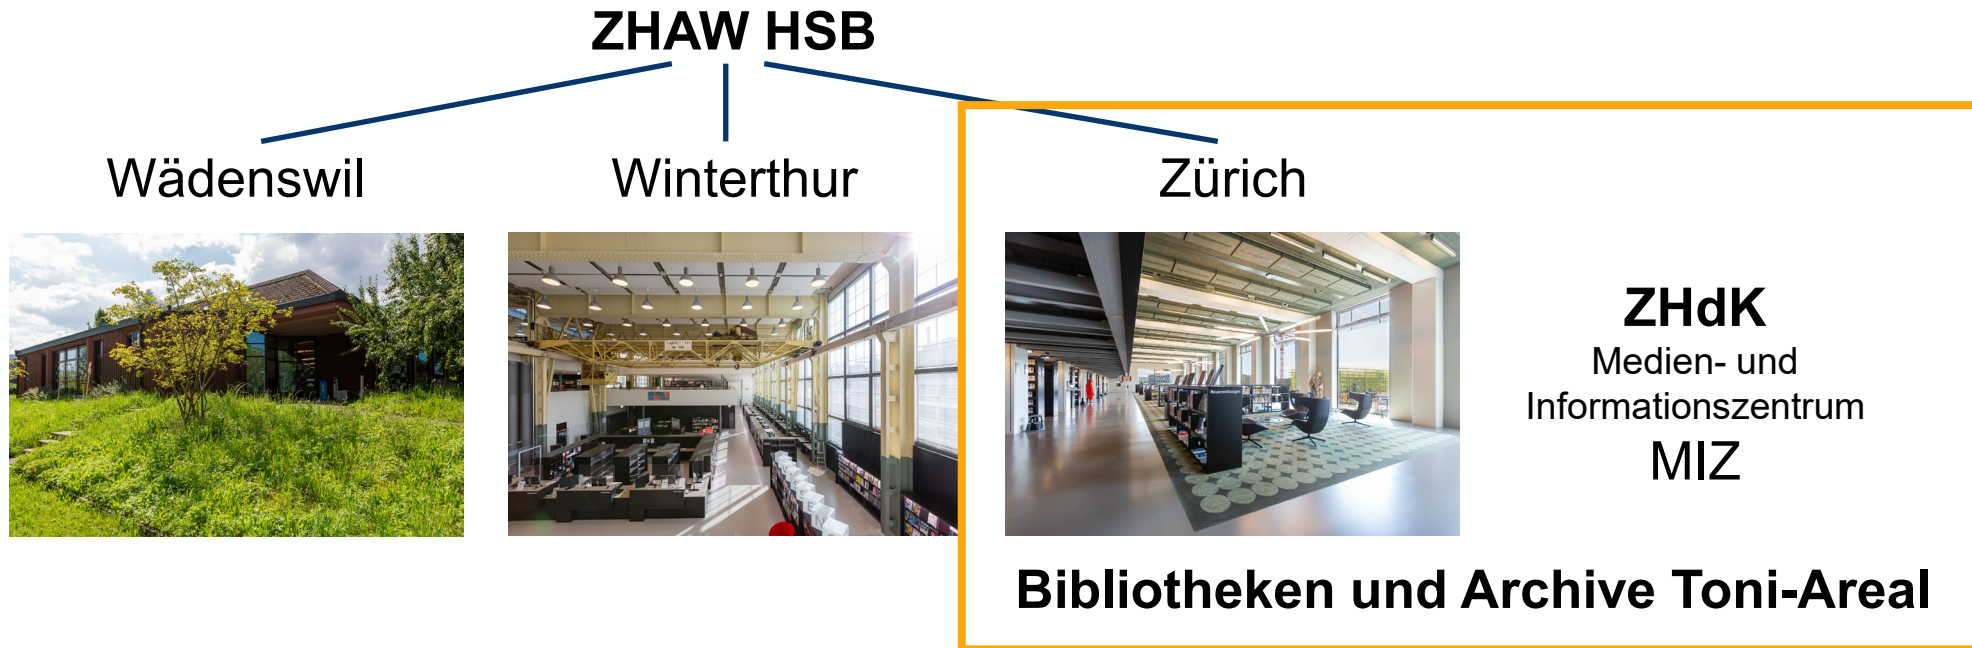 ZHAW HSB
Wädenswil
Winterthur
Zürich
ZHdK
Medien- und
Informationszentrum
MIZ
Bibliotheken und Archive Toni-Areal